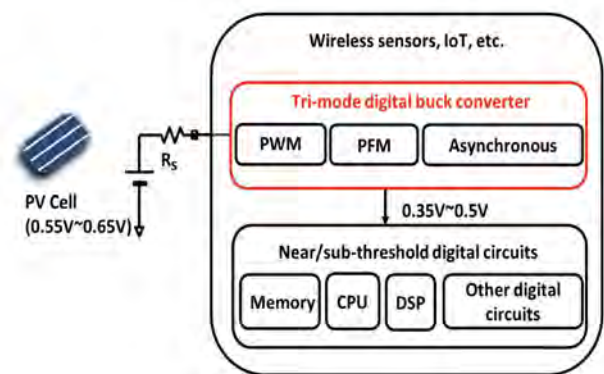 Wireless sensors, IoT, etc.
Tri-mode digital buck converter
PWM
PFM
Asynchronous
Rs
PV Cell
(0.55V~0.65V)
0.35V~0.5V
Near/sub-threshold digital circuits
Memory
CPU
DSP
Other digital
circuits